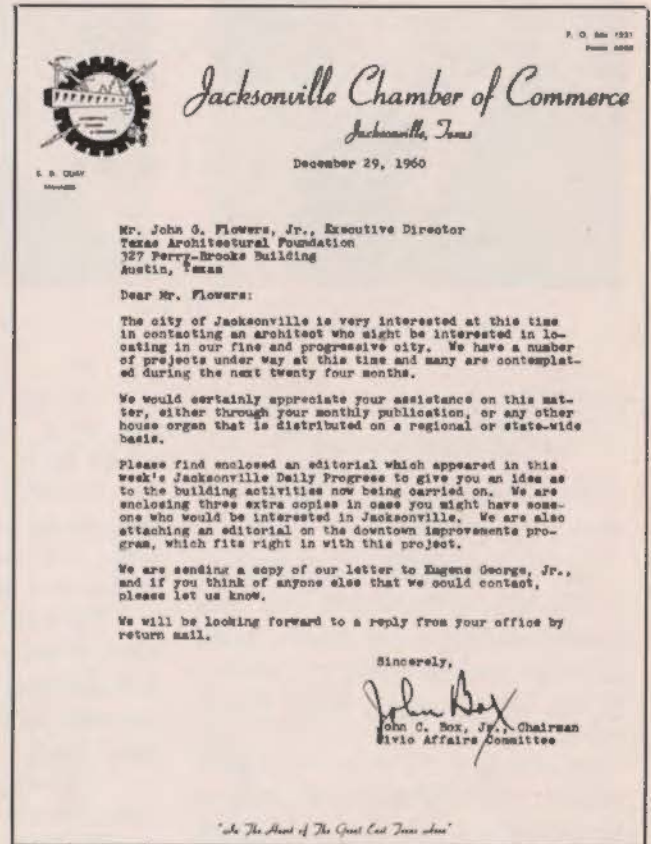 P. O. Box 1231
Phone
Jacksonville Chamber of Commerce
Jacksonville, Texas
December 29, 1960
MANAGER
Mr. John G. Flowers, Jr., Executive Director
Texas Architectural Foundation
327 Perry-Brooks Building
Austin, Texas
Dear Mr. Flowers:
The city of Jacksonville is very interested at this time
in contacting an architect who might be interested in lo-
cating in our fine and progressive city. We have a number
of projects under way at this time and many are contemplat-
ed during the next twenty four months.
We would certainly appreciate your assistance on this mat-
ter, either through your monthly publication, or any other
house organ that is distributed on a regional or state-wide
basis.
Please find enclosed an editorial which appeared in this
week's Jacksonville Daily Progress to give you an idea as
to the building activities now being carried on. We are
enclosing three extra copies in case you might have some-
one who would be interested in Jacksonville. We are also
attaching an editorial on the downtown improvements pro-
gram, which fits right in with this project.
We are sending a copy of our letter to Eugene George, Jr.,
and if you think of anyone else that we could contact,
please let us know.
We will be looking forward to a reply from your office by
return mail.
Sincerely,
John Box
John C. Box, Jr., Chairman
Civic Affairs Committee
"In The Heart of The Great East Texas Area"